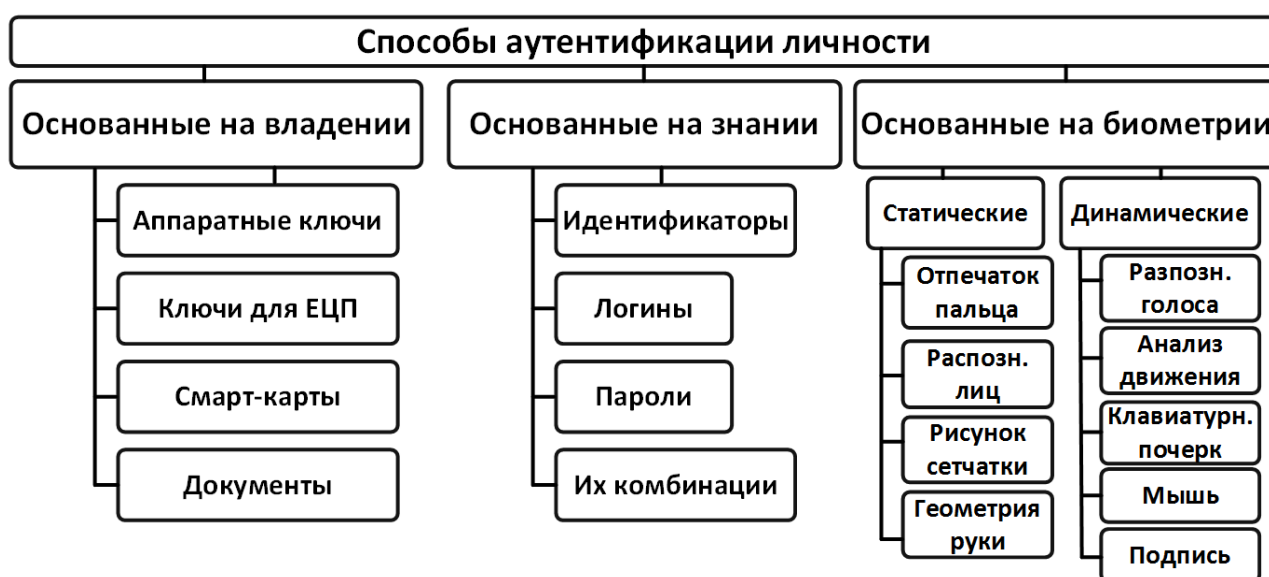 Способы аутентификации личности
Основанные на владении
Аппаратные ключи
Ключи для ЕЦП
Смарт-карты
Документы
Основанные на знании
Идентификаторы
Логины
Пароли
Их комбинации
Основанные на биометрии
Статические
Отпечаток
пальца
Распозн.
лиц
Рисунок
сетчатки
Геометрия
руки
Динамические
Разпозн.
голоса
Анализ
движения
Клавиатурн.
почерк
Мышь
Подпись